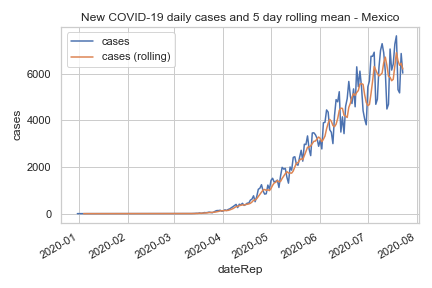 New COVID-19 daily cases and 5 day rolling mean - Mexico
cases
cases (rolling)
6000
4000
2000
0
cases
2020-01
2020-02
2020-03
2020-04
2020-05
2020-06
2020-07
2020-08
dateRep